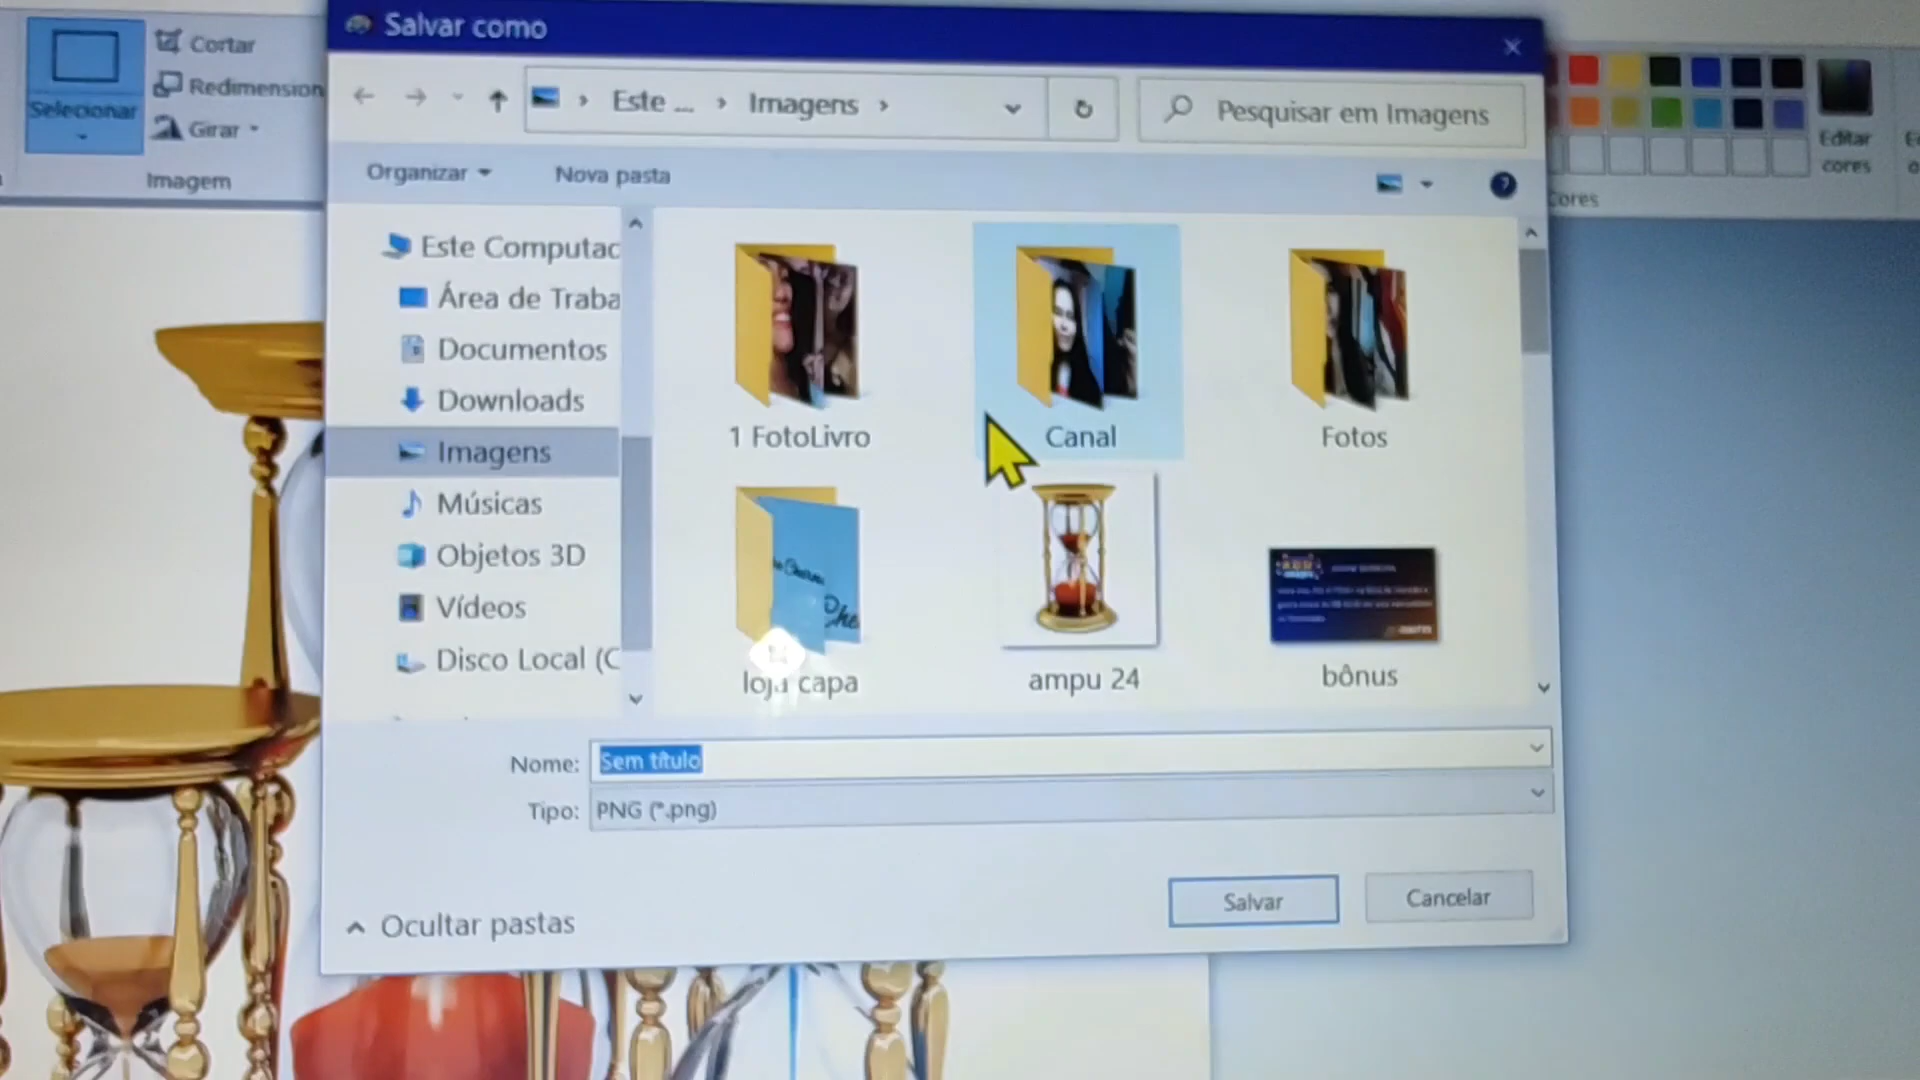 Salvar como
Cortar
Redimension
Selecionar
Girar
Imagem
Este ... › Imagens ›
Pesquisar em Imagens
Editar
cores
Cores
Organizar
Nova pasta
?
Este Computac
Área de Traba
Documentos
Downloads
Imagens
Músicas
Objetos 3D
Vídeos
Disco Local (C
1 FotoLivro
Canal
Fotos
loja capa
ampu 24
bônus
Nome: Sem título
Tipo: PNG (*.png)
Ocultar pastas
Salvar
Cancelar